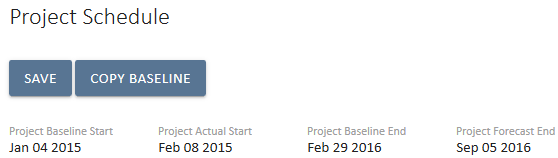 Project Schedule
SAVE COPY BASELINE
Project Baseline Start Project Actual Start Project Baseline End Project Forecast End
Jan 04 2015 Feb 08 2015 Feb 29 2016 Sep 05 2016